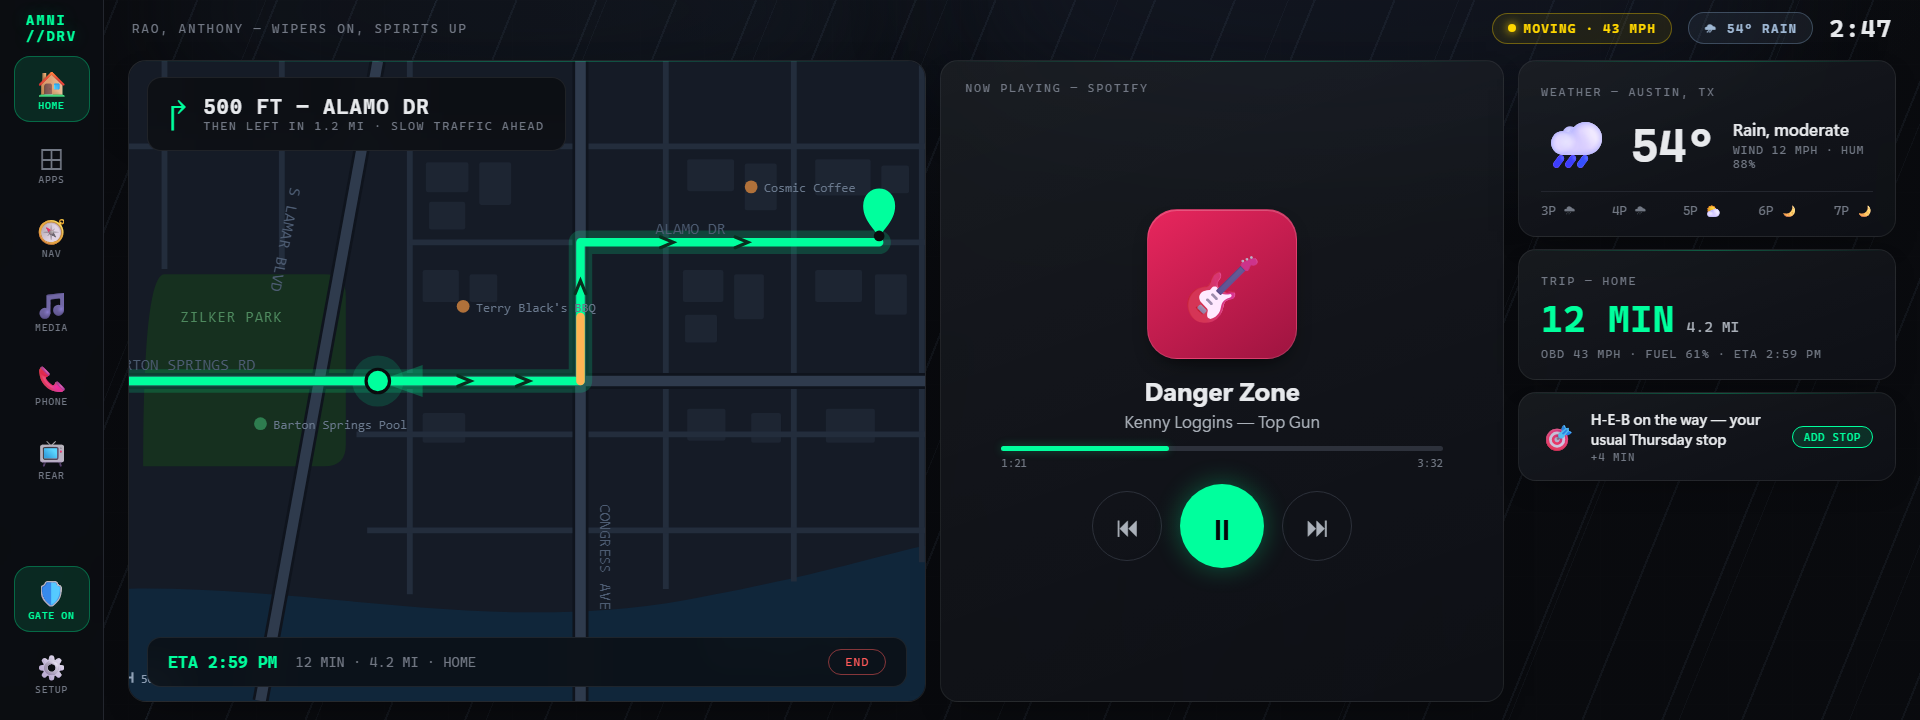 AMNI
//DRV
HOME
APPS
NAV
MEDIA
PHONE
REAR
GATE ON
SETUP
RAO, ANTHONY — WIPERS ON, SPIRITS UP
MOVING · 43 MPH
54° RAIN
2:47
500 FT — ALAMO DR
THEN LEFT IN 1.2 MI · SLOW TRAFFIC AHEAD
S LAMAR BLVD
Cosmic Coffee
ALAMO DR
ZILKER PARK
Terry Black's BBQ
RTON SPRINGS RD
Barton Springs Pool
CONGRESS AVE
ETA 2:59 PM
12 MIN · 4.2 MI · HOME
END
NOW PLAYING — SPOTIFY
Danger Zone
Kenny Loggins — Top Gun
1:21
3:32
WEATHER — AUSTIN, TX
54°
Rain, moderate
WIND 12 MPH · HUM
88%
3P
4P
5P
6P
7P
TRIP — HOME
12 MIN 4.2 MI
OBD 43 MPH · FUEL 61% · ETA 2:59 PM
H-E-B on the way — your
usual Thursday stop
+4 MIN
ADD STOP